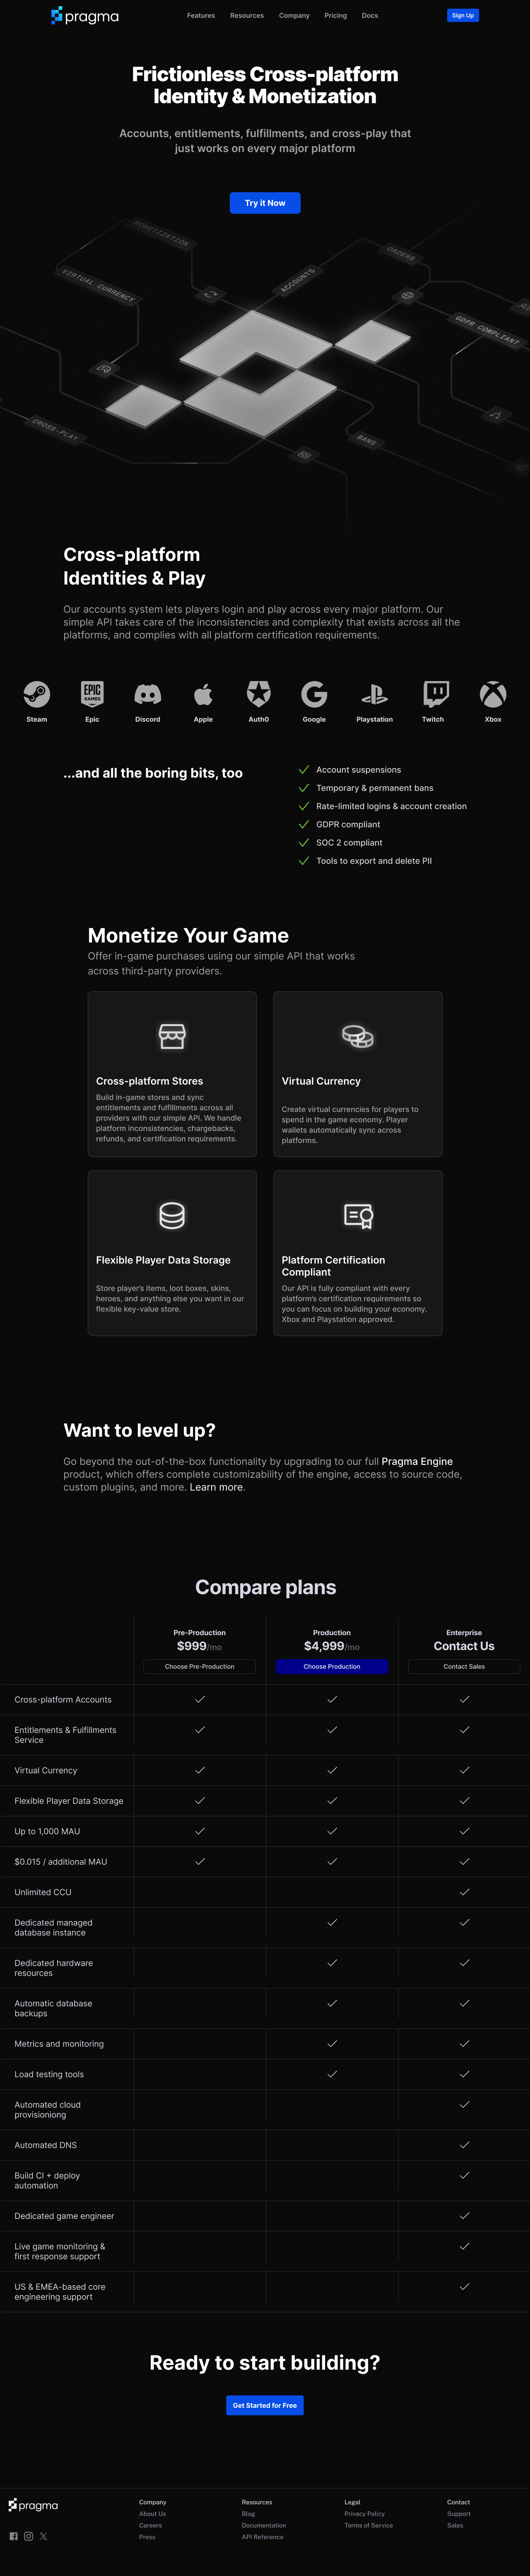 pragma
Features
Resources
Company
Pricing
Docs
Sign Up
Frictionless Cross-platform
Identity & Monetization
Accounts, entitlements, fulfillments, and cross-play that
just works on every major platform
Try it Now
MONETIZATION
ORDERS
VIRTUAL CURRENCY
ACCOUNTS
GDPR COMPLIANT
CROSS-PLAY
BANS
Cross-platform
Identities & Play
Our accounts system lets players login and play across every major platform. Our
simple API takes care of the inconsistencies and complexity that exists across all the
platforms, and complies with all platform certification requirements.
EPIC
GAMES
Steam
Epic
Discord
Apple
Auth0
Google
Playstation
Twitch
Xbox
...and all the boring bits, too
Account suspensions
Temporary & permanent bans
Rate-limited logins & account creation
GDPR compliant
SOC 2 compliant
Tools to export and delete PII
Monetize Your Game
Offer in-game purchases using our simple API that works
across third-party providers.
Cross-platform Stores
Build in-game stores and sync
entitlements and fulfillments across all
providers with our simple API. We handle
platform inconsistencies, chargebacks,
refunds, and certification requirements.
Virtual Currency
Create virtual currencies for players to
spend in the game economy. Player
wallets automatically sync across
platforms.
Flexible Player Data Storage
Store player's items, loot boxes, skins,
heroes, and anything else you want in our
flexible key-value store.
Platform Certification
Compliant
Our API is fully compliant with every
platform's certification requirements so
you can focus on building your economy.
Xbox and Playstation approved.
Want to level up?
Go beyond the out-of-the-box functionality by upgrading to our full Pragma Engine
product, which offers complete customizability of the engine, access to source code,
custom plugins, and more. Learn more.
Compare plans
Pre-Production
$999/mo
Choose Pre-Production
Production
$4,999/mo
Choose Production
Enterprise
Contact Us
Contact Sales
Cross-platform Accounts
Entitlements & Fulfillments
Service
Virtual Currency
Flexible Player Data Storage
Up to 1,000 MAU
$0.015 / additional MAU
Unlimited CCU
Dedicated managed
database instance
Dedicated hardware
resources
Automatic database
backups
Metrics and monitoring
Load testing tools
Automated cloud
provisioniong
Automated DNS
Build CI + deploy
automation
Dedicated game engineer
Live game monitoring &
first response support
US & EMEA-based core
engineering support
Ready to start building?
Get Started for Free
pragma
Company
About Us
Careers
Press
Resources
Blog
Documentation
API Reference
Legal
Privacy Policy
Terms of Service
Contact
Support
Sales